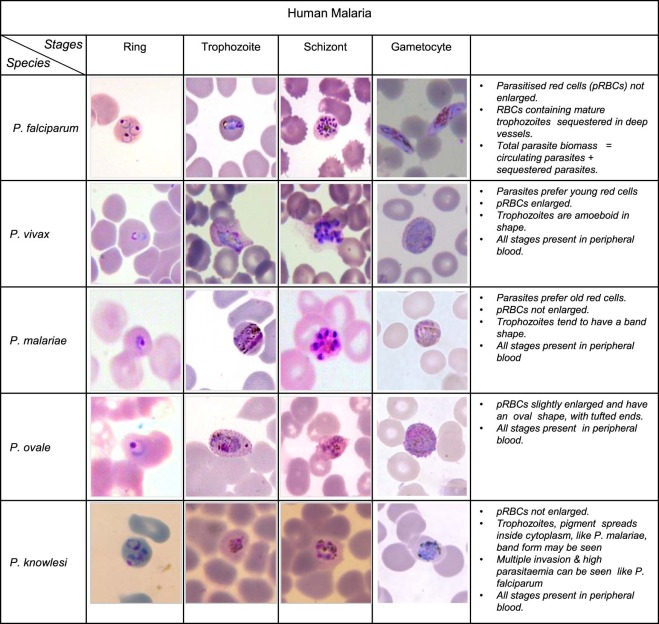 Human Malaria
Stages
Species
Ring
Trophozoite
Schizont
Gametocyte
P. falciparum
• Parasitised red cells (pRBCs) not
enlarged.
• RBCs containing mature
trophozoites sequestered in deep
vessels.
• Total parasite biomass =
circulating parasites +
sequestered parasites.
P. vivax
• Parasites prefer young red cells
• pRBCs enlarged.
• Trophozoites are amoeboid in
shape.
• All stages present in peripheral
blood.
P. malariae
• Parasites prefer old red cells.
• pRBCs not enlarged.
• Trophozoites tend to have a band
shape.
• All stages present in peripheral
blood
P. ovale
• pRBCs slightly enlarged and have
an oval shape, with tufted ends.
• All stages present in peripheral
blood.
P. knowlesi
• pRBCs not enlarged.
• Trophozoites, pigment spreads
inside cytoplasm, like P. malariae,
band form may be seen
• Multiple invasion & high
parasitaemia can be seen like P.
falciparum
• All stages present in peripheral
blood.